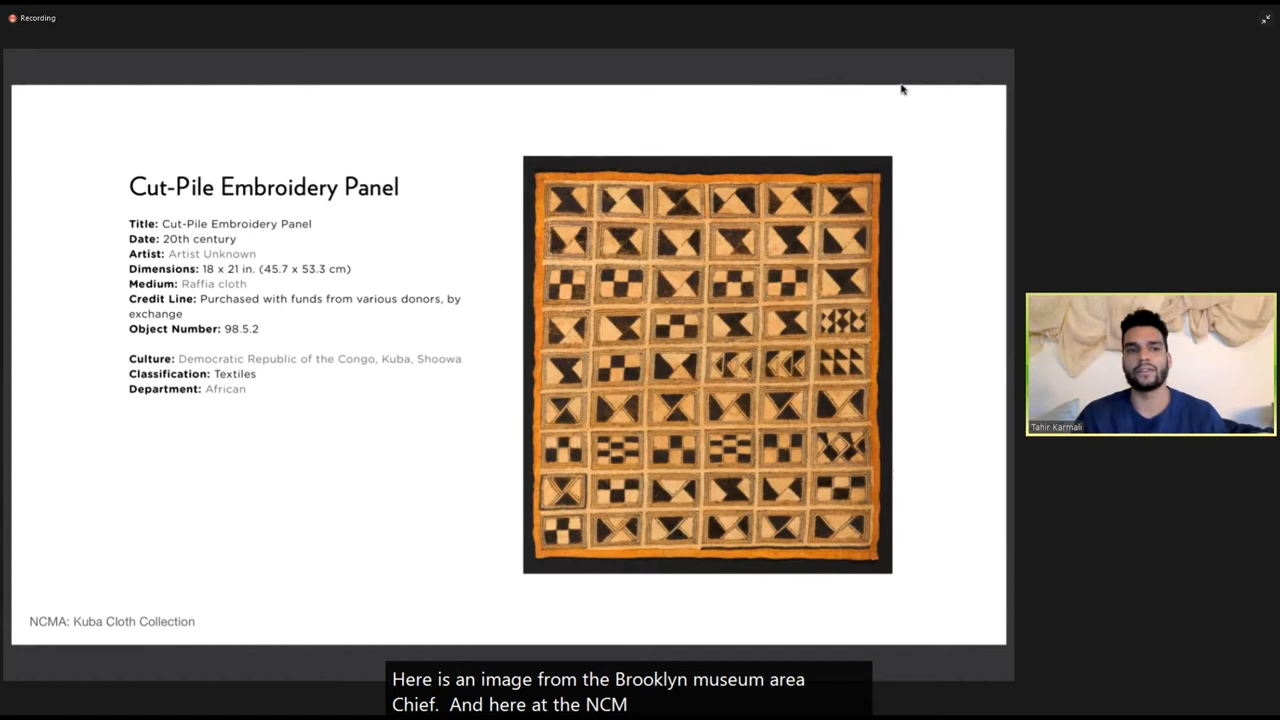 Recording
Cut-Pile Embroidery Panel
Title: Cut-Pile Embroidery Panel
Date: 20th century
Artist: Artist Unknown
Dimensions: 18 x 21 in. (45.7 x 53.3 cm)
Medium: Raffia cloth
Credit Line: Purchased with funds from various donors, by
exchange
Object Number: 98.5.2
Culture: Democratic Republic of the Congo, Kuba, Shoowa
Classification: Textiles
Department: African
Tahir Karmali
NCMA: Kuba Cloth Collection
Here is an image from the Brooklyn museum area
Chief.  And here at the NCM